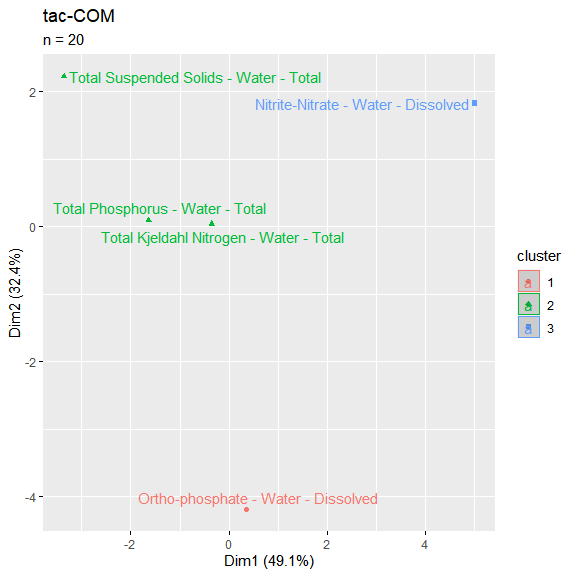 tac-COM
n = 20
Total Suspended Solids - Water - Total
Nitrite-Nitrate - Water - Dissolved
Total Phosphorus - Water - Total
Total Kjeldahl Nitrogen - Water - Total
Ortho-phosphate - Water - Dissolved
2
0
-2
-4
Dim2 (32.4%)
-2
0
2
4
Dim1 (49.1%)
cluster
1
2
3